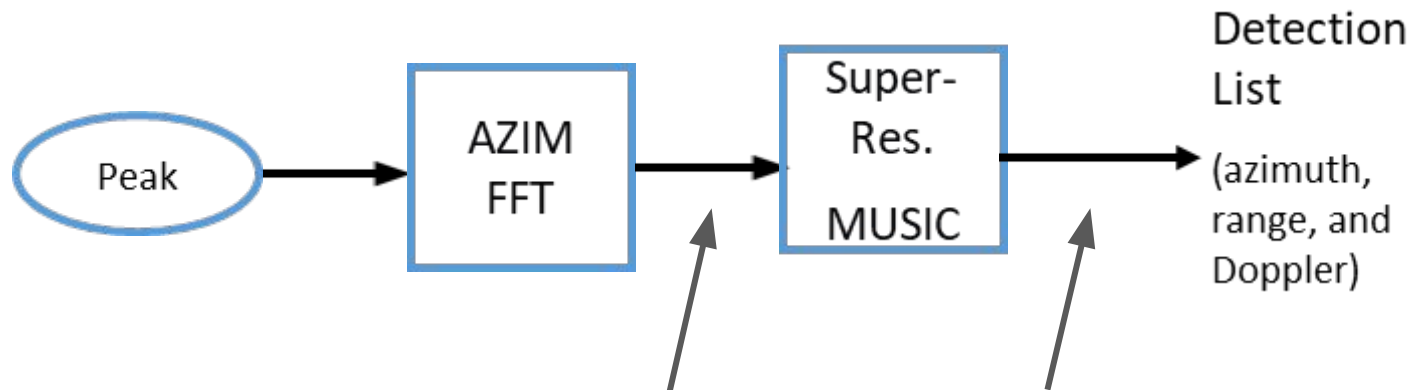 Peak
AZIM
FFT
Super-
Res.
MUSIC
Detection
List
(azimuth,
range, and
Doppler)